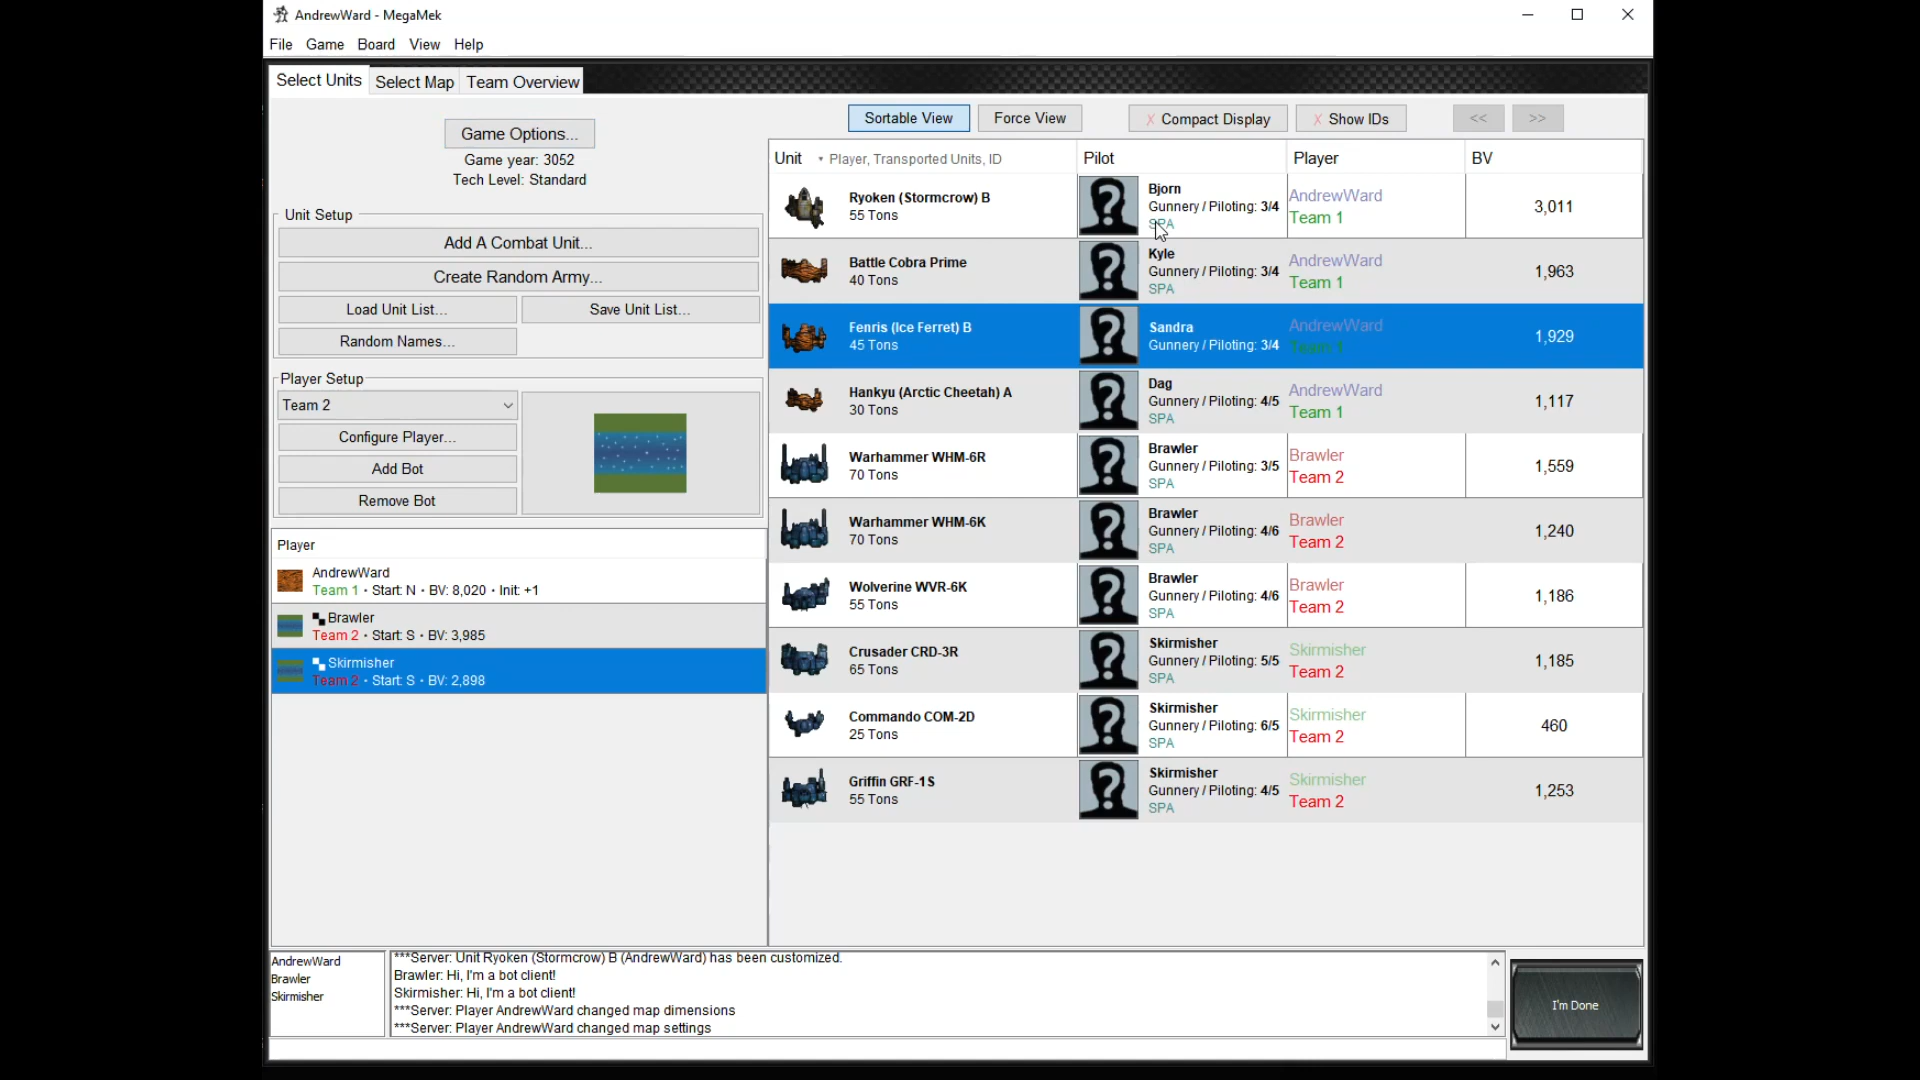 AndrewWard - MegaMek
File Game Board View Help
Select Units Select Map Team Overview
Game Options...
Game year: 3052
Tech Level: Standard
Unit Setup
Add A Combat Unit...
Create Random Army...
Load Unit List... Save Unit List...
Random Names...
Player Setup
Team 2
Configure Player...
Add Bot
Remove Bot
Player
AndrewWard
Team 1 • Start: N • BV: 8,020 • Init: +1
Brawler
Team 2 • Start: S • BV: 3,985
Skirmisher
Team 2 • Start: S • BV: 2,898
Sortable View Force View X Compact Display X Show IDs << >>
Unit Player, Transported Units, ID Pilot Player BV
Ryoken (Stormcrow) B
55 Tons
Bjorn
Gunnery / Piloting: 3/4
SPA
AndrewWard
Team 1
3,011
Battle Cobra Prime
40 Tons
Kyle
Gunnery / Piloting: 3/4
SPA
AndrewWard
Team 1
1,963
Fenris (Ice Ferret) B
45 Tons
Sandra
Gunnery / Piloting: 3/4
AndrewWard
Team 1
1,929
Hankyu (Arctic Cheetah) A
30 Tons
Dag
Gunnery / Piloting: 4/5
SPA
AndrewWard
Team 1
1,117
Warhammer WHM-6R
70 Tons
Brawler
Gunnery / Piloting: 3/5
SPA
Brawler
Team 2
1,559
Warhammer WHM-6K
70 Tons
Brawler
Gunnery / Piloting: 4/6
SPA
Brawler
Team 2
1,240
Wolverine WVR-6K
55 Tons
Brawler
Gunnery / Piloting: 4/6
SPA
Brawler
Team 2
1,186
Crusader CRD-3R
65 Tons
Skirmisher
Gunnery / Piloting: 5/5
SPA
Skirmisher
Team 2
1,185
Commando COM-2D
25 Tons
Skirmisher
Gunnery / Piloting: 6/5
SPA
Skirmisher
Team 2
460
Griffin GRF-1S
55 Tons
Skirmisher
Gunnery / Piloting: 4/5
SPA
Skirmisher
Team 2
1,253
AndrewWard
Brawler
Skirmisher
***Server: Unit Ryoken (Stormcrow) B (AndrewWard) has been customized.
Brawler: Hi, I'm a bot client!
Skirmisher: Hi, I'm a bot client!
***Server: Player AndrewWard changed map dimensions
***Server: Player AndrewWard changed map settings
I'm Done